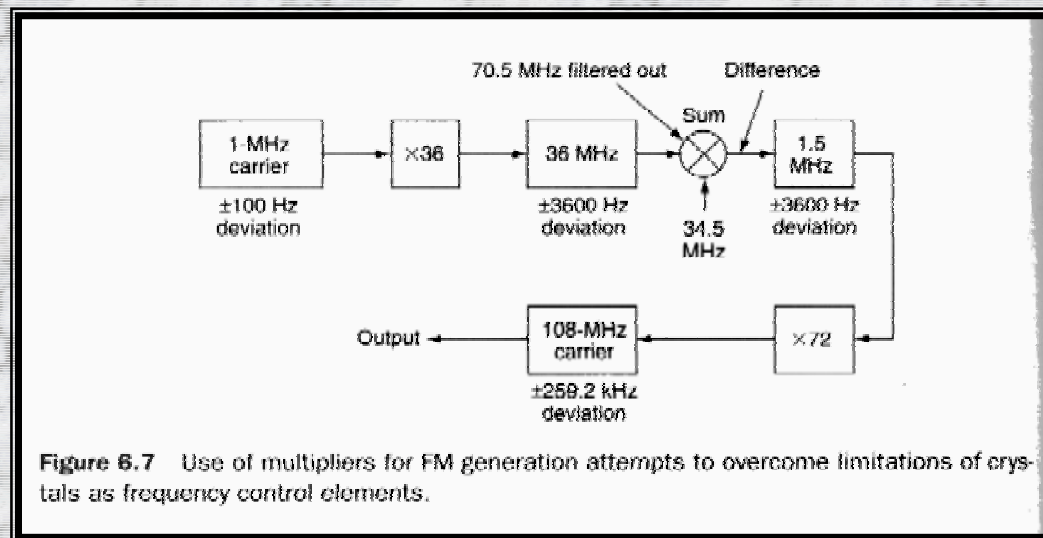 70.5 MHz filtered out
Difference
Sum
1-MHz
carrier
×36
36 MHz
1.5
MHz
±100 Hz
deviation
±3600 Hz
deviation
34.5
MHz
±3600 Hz
deviation
Output
108-MHz
carrier
×72
±259.2 kHz
deviation
Figure 6.7 Use of multipliers for FM generation attempts to overcome limitations of crys-
tals as frequency control elements.